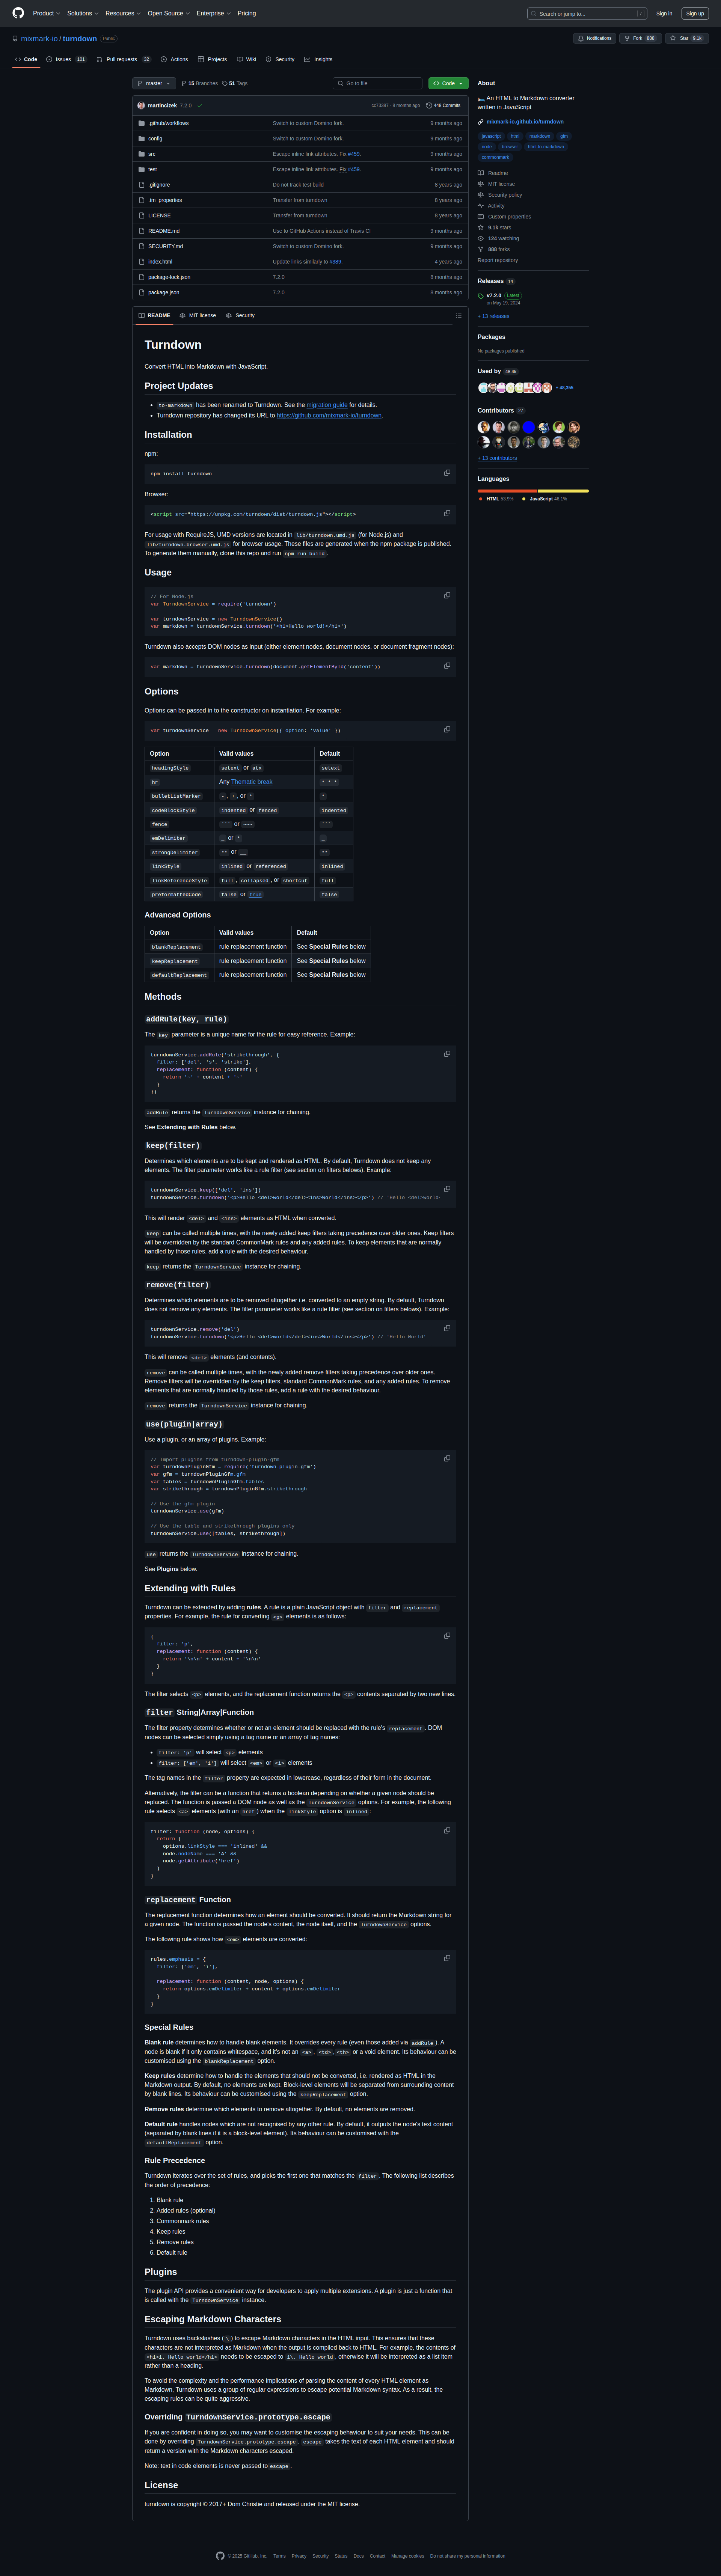 Product Solutions Resources Open Source Enterprise Pricing
Search or jump to... / Sign in Sign up
mixmark-io / turndown Public
Notifications Fork 888 Star 9.1k
Code Issues 101 Pull requests 32 Actions Projects Wiki Security Insights
master 15 Branches 51 Tags Go to file Code
martincizek 7.2.0 cc73387 · 8 months ago 448 Commits
.github/workflows Switch to custom Domino fork. 9 months ago
config Switch to custom Domino fork. 9 months ago
src Escape inline link attributes. Fix #459. 9 months ago
test Escape inline link attributes. Fix #459. 9 months ago
.gitignore Do not track test build 8 years ago
.tm_properties Transfer from turndown 8 years ago
LICENSE Transfer from turndown 8 years ago
README.md Use to GitHub Actions instead of Travis CI 9 months ago
SECURITY.md Switch to custom Domino fork. 9 months ago
index.html Update links similarly to #389. 4 years ago
package-lock.json 7.2.0 8 months ago
package.json 7.2.0 8 months ago
README MIT license Security
Turndown
Convert HTML into Markdown with JavaScript.
Project Updates
• to-markdown has been renamed to Turndown. See the migration guide for details.
• Turndown repository has changed its URL to https://github.com/mixmark-io/turndown.
Installation
npm:
npm install turndown
Browser:
<script src="https://unpkg.com/turndown/dist/turndown.js"></script>
For usage with RequireJS, UMD versions are located in lib/turndown.umd.js (for Node.js) and
lib/turndown.browser.umd.js for browser usage. These files are generated when the npm package is published.
To generate them manually, clone this repo and run npm run build.
Usage
// For Node.js
var TurndownService = require('turndown')
var turndownService = new TurndownService()
var markdown = turndownService.turndown('<h1>Hello world!</h1>')
Turndown also accepts DOM nodes as input (either element nodes, document nodes, or document fragment nodes):
var markdown = turndownService.turndown(document.getElementById('content'))
Options
Options can be passed in to the constructor on instantiation. For example:
var turndownService = new TurndownService({ option: 'value' })
Option Valid values Default
headingStyle setext or atx setext
hr Any Thematic break * * *
bulletListMarker -, +, or * *
codeBlockStyle indented or fenced indented
fence ``` or ~~~ ```
emDelimiter _ or * _
strongDelimiter ** or __ **
linkStyle inlined or referenced inlined
linkReferenceStyle full, collapsed, or shortcut full
preformattedCode false or true false
Advanced Options
Option Valid values Default
blankReplacement rule replacement function See Special Rules below
keepReplacement rule replacement function See Special Rules below
defaultReplacement rule replacement function See Special Rules below
Methods
addRule(key, rule)
The key parameter is a unique name for the rule for easy reference. Example:
turndownService.addRule('strikethrough', {
filter: ['del', 's', 'strike'],
replacement: function (content) {
return '~' + content + '~'
}
})
addRule returns the TurndownService instance for chaining.
See Extending with Rules below.
keep(filter)
Determines which elements are to be kept and rendered as HTML. By default, Turndown does not keep any
elements. The filter parameter works like a rule filter (see section on filters belows). Example:
turndownService.keep(['del', 'ins'])
turndownService.turndown('<p>Hello <del>world</del><ins>World</ins></p>') // 'Hello <del>world
This will render <del> and <ins> elements as HTML when converted.
keep can be called multiple times, with the newly added keep filters taking precedence over older ones. Keep filters
will be overridden by the standard CommonMark rules and any added rules. To keep elements that are normally
handled by those rules, add a rule with the desired behaviour.
keep returns the TurndownService instance for chaining.
remove(filter)
Determines which elements are to be removed altogether i.e. converted to an empty string. By default, Turndown
does not remove any elements. The filter parameter works like a rule filter (see section on filters belows). Example:
turndownService.remove('del')
turndownService.turndown('<p>Hello <del>world</del><ins>World</ins></p>') // 'Hello World'
This will remove <del> elements (and contents).
remove can be called multiple times, with the newly added remove filters taking precedence over older ones.
Remove filters will be overridden by the keep filters, standard CommonMark rules, and any added rules. To remove
elements that are normally handled by those rules, add a rule with the desired behaviour.
remove returns the TurndownService instance for chaining.
use(plugin|array)
Use a plugin, or an array of plugins. Example:
// Import plugins from turndown-plugin-gfm
var turndownPluginGfm = require('turndown-plugin-gfm')
var gfm = turndownPluginGfm.gfm
var tables = turndownPluginGfm.tables
var strikethrough = turndownPluginGfm.strikethrough
// Use the gfm plugin
turndownService.use(gfm)
// Use the table and strikethrough plugins only
turndownService.use([tables, strikethrough])
use returns the TurndownService instance for chaining.
See Plugins below.
Extending with Rules
Turndown can be extended by adding rules. A rule is a plain JavaScript object with filter and replacement
properties. For example, the rule for converting <p> elements is as follows:
{
filter: 'p',
replacement: function (content) {
return '\n\n' + content + '\n\n'
}
}
The filter selects <p> elements, and the replacement function returns the <p> contents separated by two new lines.
filter String|Array|Function
The filter property determines whether or not an element should be replaced with the rule's replacement. DOM
nodes can be selected simply using a tag name or an array of tag names:
• filter: 'p' will select <p> elements
• filter: ['em', 'i'] will select <em> or <i> elements
The tag names in the filter property are expected in lowercase, regardless of their form in the document.
Alternatively, the filter can be a function that returns a boolean depending on whether a given node should be
replaced. The function is passed a DOM node as well as the TurndownService options. For example, the following
rule selects <a> elements (with an href) when the linkStyle option is inlined:
filter: function (node, options) {
return (
options.linkStyle === 'inlined' &&
node.nodeName === 'A' &&
node.getAttribute('href')
)
}
replacement Function
The replacement function determines how an element should be converted. It should return the Markdown string for
a given node. The function is passed the node's content, the node itself, and the TurndownService options.
The following rule shows how <em> elements are converted:
rules.emphasis = {
filter: ['em', 'i'],
replacement: function (content, node, options) {
return options.emDelimiter + content + options.emDelimiter
}
}
Special Rules
Blank rule determines how to handle blank elements. It overrides every rule (even those added via addRule). A
node is blank if it only contains whitespace, and it's not an <a>, <td>,<th> or a void element. Its behaviour can be
customised using the blankReplacement option.
Keep rules determine how to handle the elements that should not be converted, i.e. rendered as HTML in the
Markdown output. By default, no elements are kept. Block-level elements will be separated from surrounding content
by blank lines. Its behaviour can be customised using the keepReplacement option.
Remove rules determine which elements to remove altogether. By default, no elements are removed.
Default rule handles nodes which are not recognised by any other rule. By default, it outputs the node's text content
(separated by blank lines if it is a block-level element). Its behaviour can be customised with the
defaultReplacement option.
Rule Precedence
Turndown iterates over the set of rules, and picks the first one that matches the filter. The following list describes
the order of precedence:
1. Blank rule
2. Added rules (optional)
3. Commonmark rules
4. Keep rules
5. Remove rules
6. Default rule
Plugins
The plugin API provides a convenient way for developers to apply multiple extensions. A plugin is just a function that
is called with the TurndownService instance.
Escaping Markdown Characters
Turndown uses backslashes (\) to escape Markdown characters in the HTML input. This ensures that these
characters are not interpreted as Markdown when the output is compiled back to HTML. For example, the contents of
<h1>1. Hello world</h1> needs to be escaped to 1\. Hello world, otherwise it will be interpreted as a list item
rather than a heading.
To avoid the complexity and the performance implications of parsing the content of every HTML element as
Markdown, Turndown uses a group of regular expressions to escape potential Markdown syntax. As a result, the
escaping rules can be quite aggressive.
Overriding TurndownService.prototype.escape
If you are confident in doing so, you may want to customise the escaping behaviour to suit your needs. This can be
done by overriding TurndownService.prototype.escape. escape takes the text of each HTML element and should
return a version with the Markdown characters escaped.
Note: text in code elements is never passed to escape.
License
turndown is copyright © 2017+ Dom Christie and released under the MIT license.
About
An HTML to Markdown converter
written in JavaScript
mixmark-io.github.io/turndown
javascript html markdown gfm
node browser html-to-markdown
commonmark
Readme
MIT license
Security policy
Activity
Custom properties
9.1k stars
124 watching
888 forks
Report repository
Releases 14
v7.2.0 Latest
on May 19, 2024
+ 13 releases
Packages
No packages published
Used by 48.4k
+ 48,399
Contributors 27
+ 13 contributors
Languages
HTML 53.9% JavaScript 46.1%
© 2025 GitHub, Inc. Terms Privacy Security Status Docs Contact Manage cookies Do not share my personal information